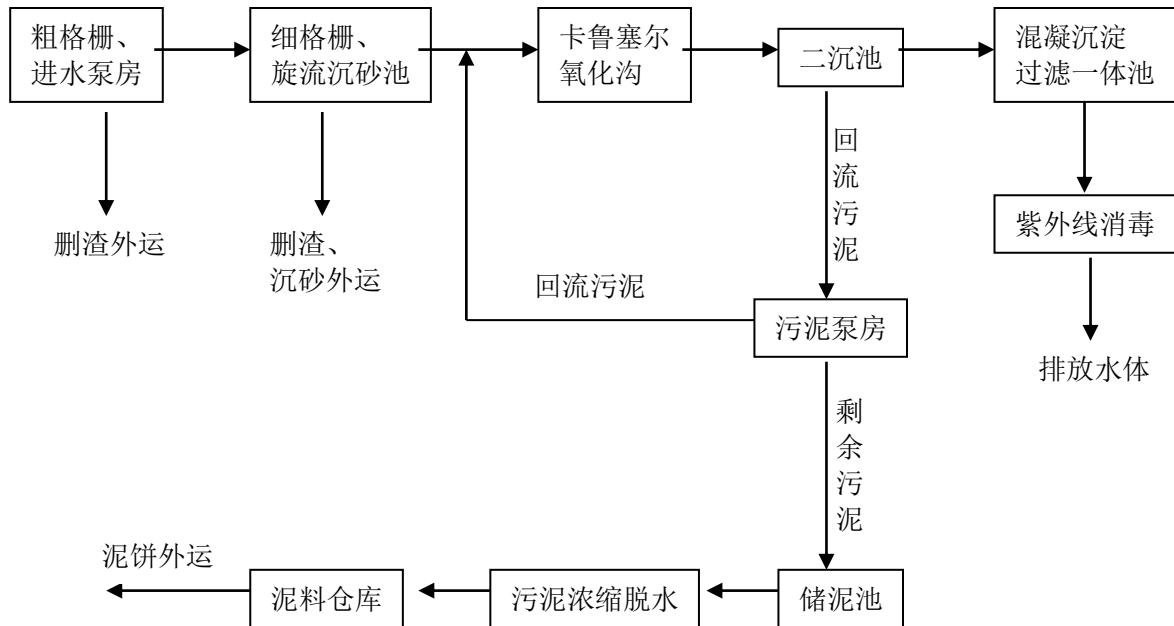 粗格栅、
进水泵房
细格栅、
旋流沉砂池
卡鲁塞尔
氧化沟
二沉池
混凝沉淀
过滤一体池
回流污泥
删渣外运
删渣、
沉砂外运
紫外线消毒
回流污泥
污泥泵房
排放水体
剩余污泥
泥饼外运
泥料仓库
污泥浓缩脱水
储泥池